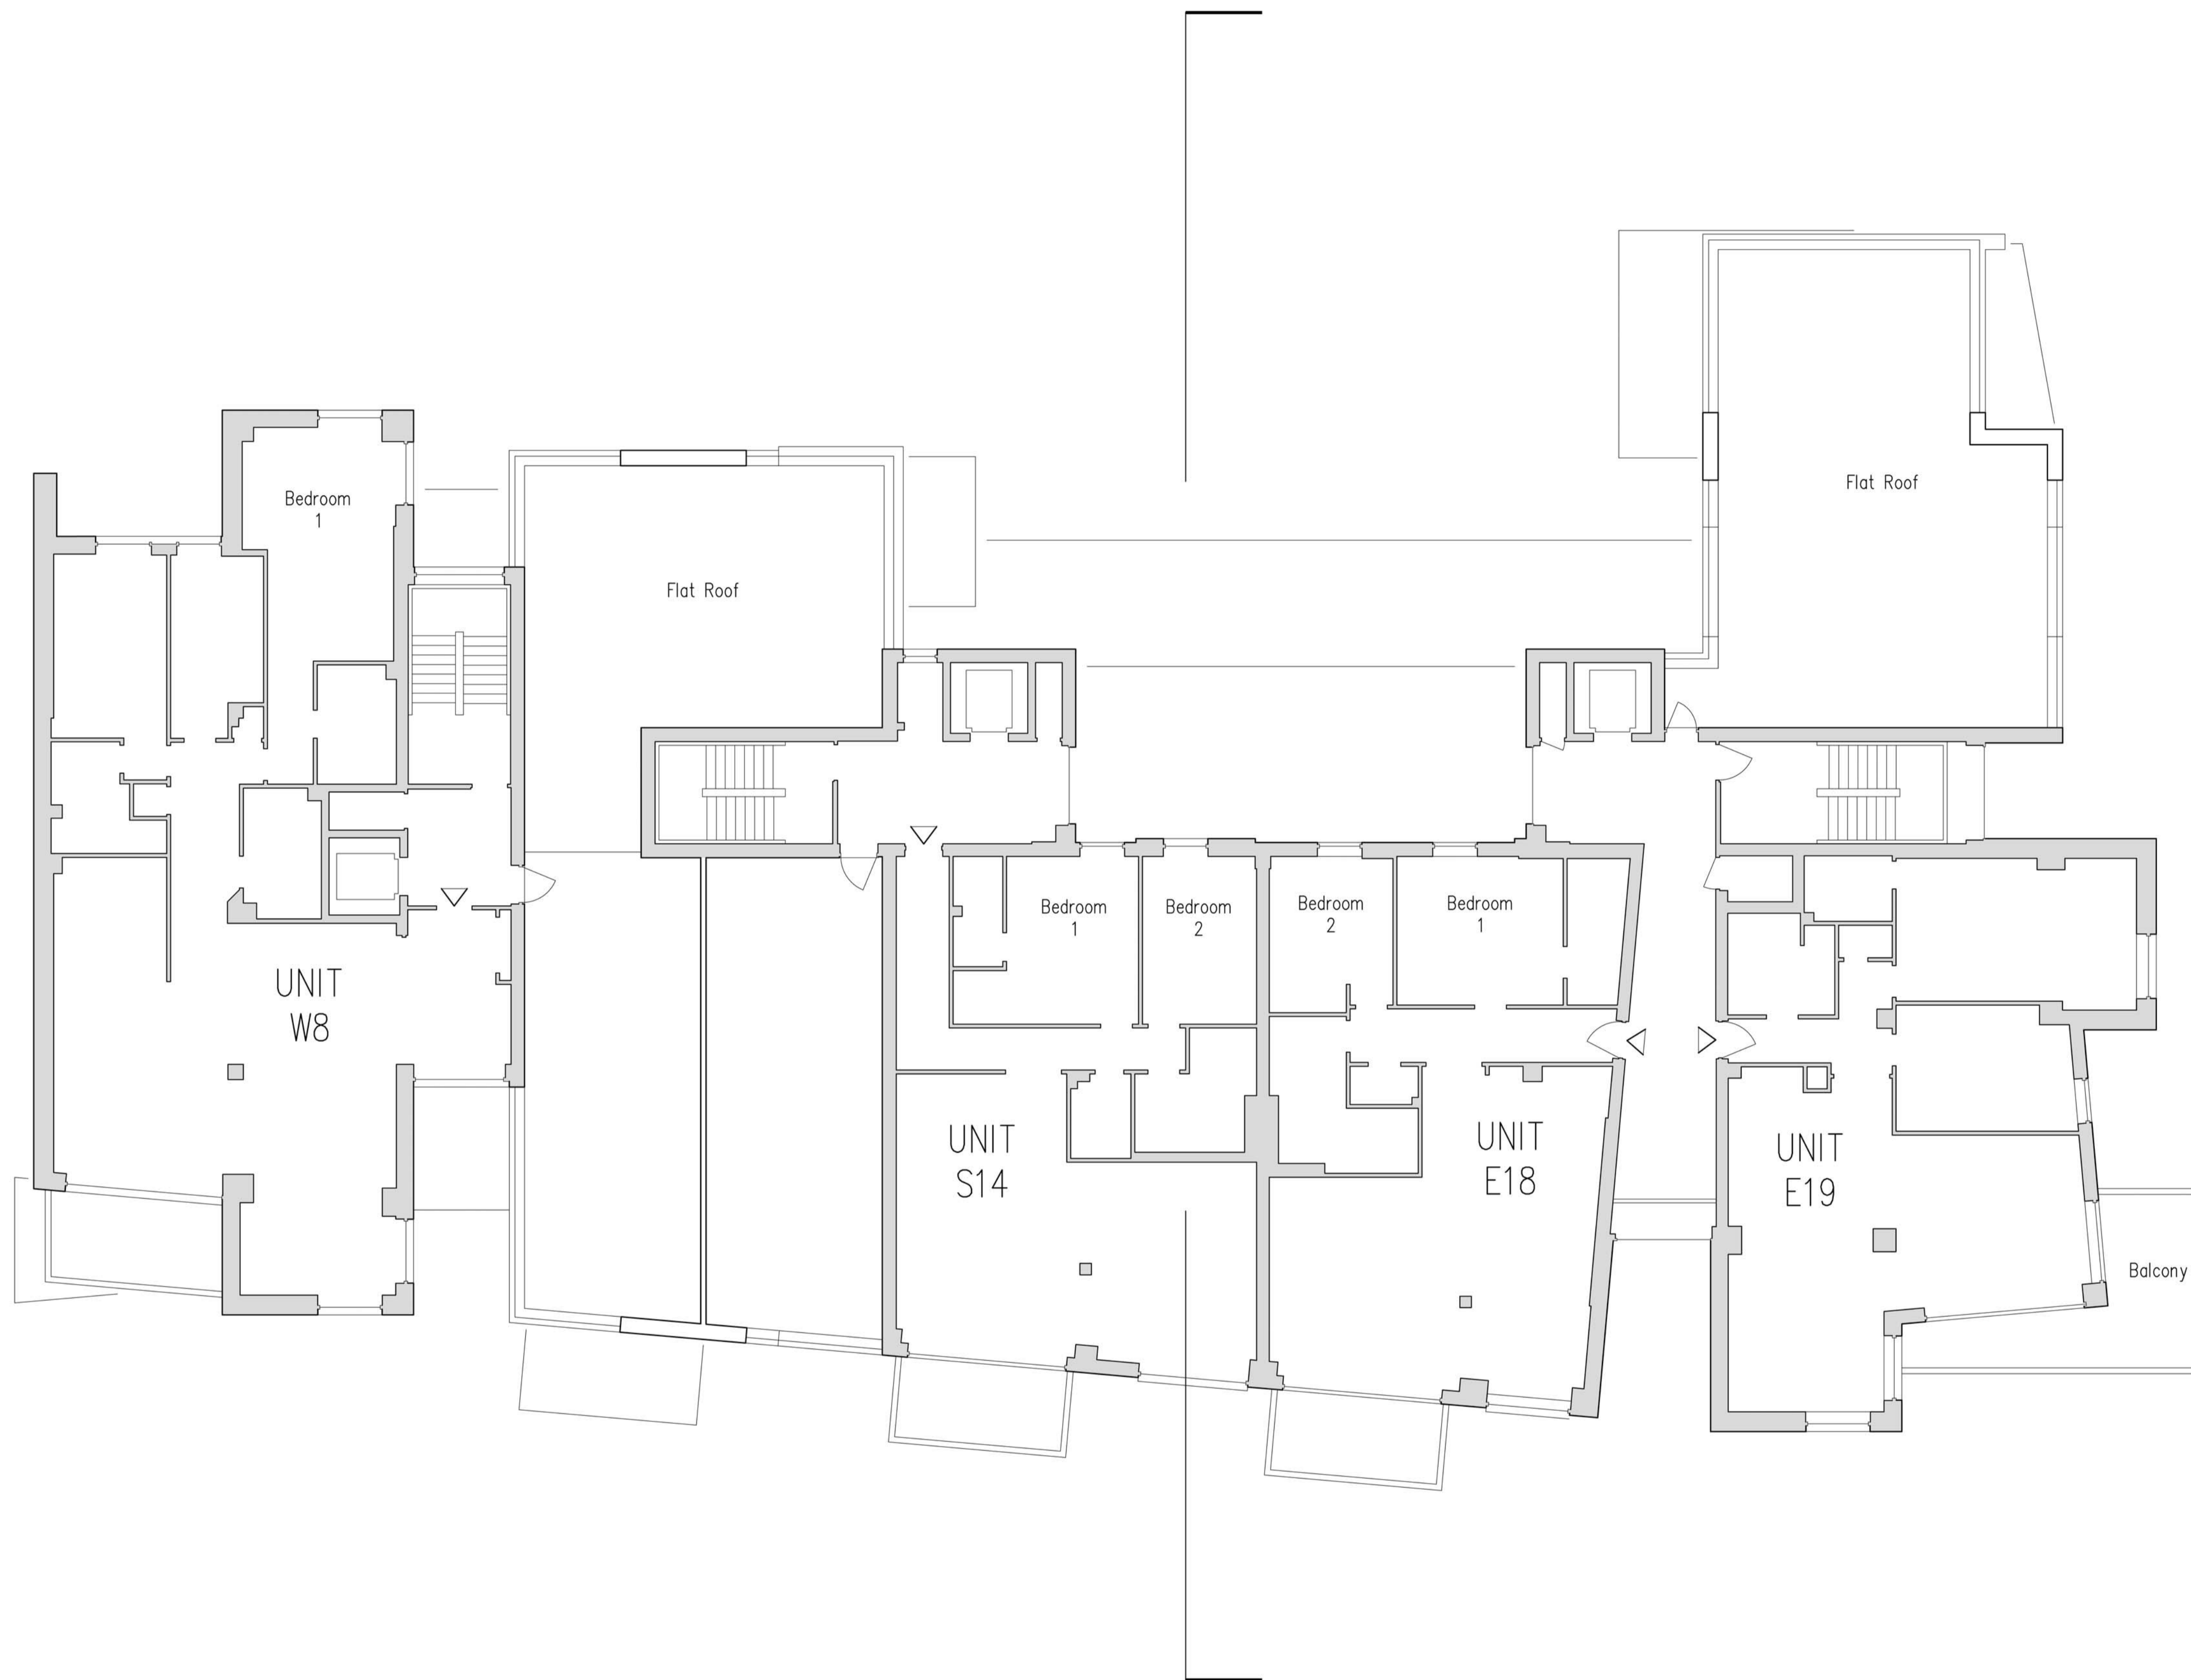 Flat Roof
Bedroom
1
Flat Roof
Bedroom
1
Bedroom
2
Bedroom
2
Bedroom
1
UNIT
W8
UNIT
S14
UNIT
E18
UNIT
E19
Balcony